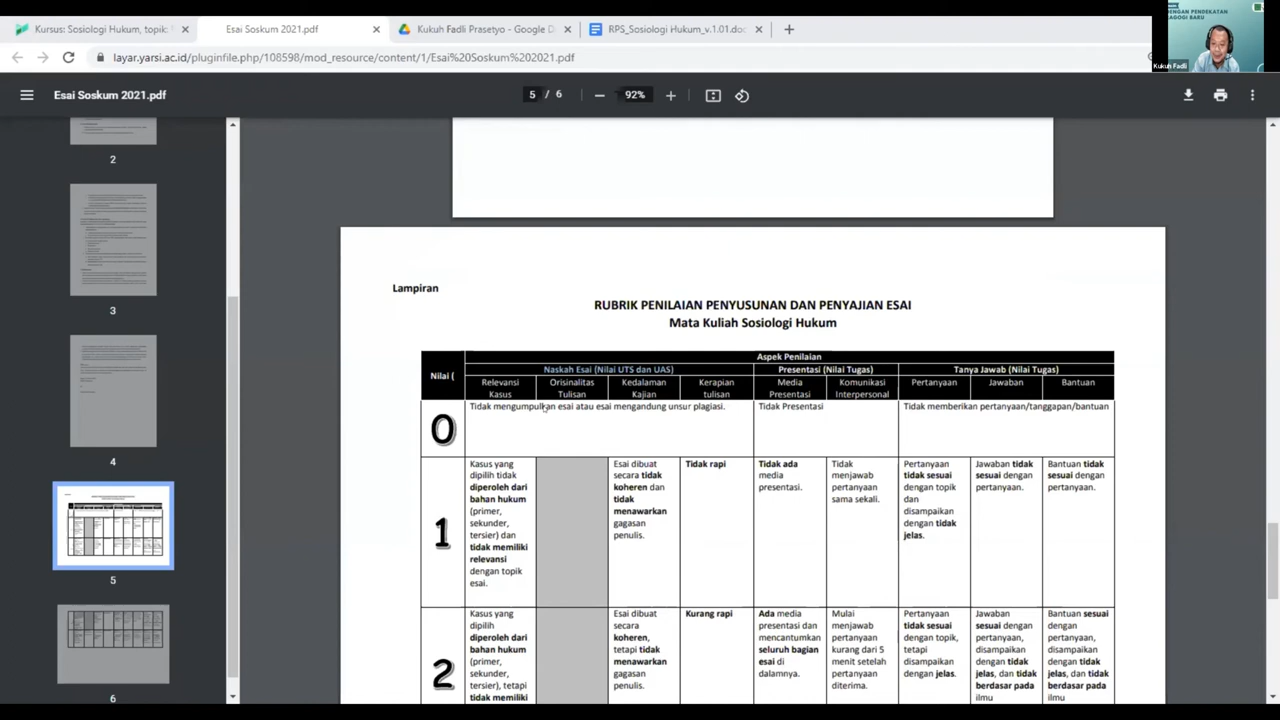 Kursus: Sosiologi Hukum, topik:
Esai Soskum 2021.pdf
Kukuh Fadli Prasetyo - Google D
RPS_Sosiologi Hukum_v.1.01.doc
DENGAN PENDEKATAN
AGOGI BARU
Kukuh Fadli
layar.yarsi.ac.id/pluginfile.php/108598/mod_resource/content/1/Esai%20Soskum%202021.pdf
Esai Soskum 2021.pdf
5 / 6
92%
2
3
4
5
6
Lampiran
RUBRIK PENILAIAN PENYUSUNAN DAN PENYAJIAN ESAI
Mata Kuliah Sosiologi Hukum
Nilai (
Aspek Penilaian
Naskah Esai (Nilai UTS dan UAS)
Presentasi (Nilai Tugas)
Tanya Jawab (Nilai Tugas)
Relevansi
Kasus
Orisinalitas
Tulisan
Kedalaman
Kajian
Kerapian
tulisan
Media
Presentasi
Komunikasi
Interpersonal
Pertanyaan
Jawaban
Bantuan
0
Tidak mengumpulkan esai atau esai mengandung unsur plagiasi.
Tidak Presentasi
Tidak memberikan pertanyaan/tanggapan/bantuan
1
Kasus yang
dipilih tidak
diperoleh dari
bahan hukum
(primer,
sekunder,
tersier) dan
tidak memiliki
relevansi
dengan topik
esai.
Esai dibuat
secara tidak
koheren dan
tidak
menawarkan
gagasan
penulis.
Tidak rapi
Tidak ada
media
presentasi.
Tidak
menjawab
pertanyaan
sama sekali.
Pertanyaan
tidak sesuai
dengan topik
dan
disampaikan
dengan tidak
jelas.
Jawaban tidak
sesuai dengan
pertanyaan.
Bantuan tidak
sesuai dengan
pertanyaan.
2
Kasus yang
dipilih
diperoleh dari
bahan hukum
(primer,
sekunder,
tersier), tetapi
tidak memiliki
Esai dibuat
secara
koheren,
tetapi tidak
menawarkan
gagasan
penulis.
Kurang rapi
Ada media
presentasi dan
mencantumkan
seluruh bagian
esai di
dalamnya.
Mulai
menjawab
pertanyaan
kurang dari 5
menit setelah
pertanyaan
diterima.
Pertanyaan
tidak sesuai
dengan topik,
tetapi
disampaikan
dengan jelas.
Jawaban
sesuai dengan
pertanyaan,
disampaikan
dengan tidak
jelas, dan tidak
berdasar pada
ilmu
Bantuan sesuai
dengan
pertanyaan,
disampaikan
dengan tidak
jelas, dan tidak
berdasar pada
ilmu